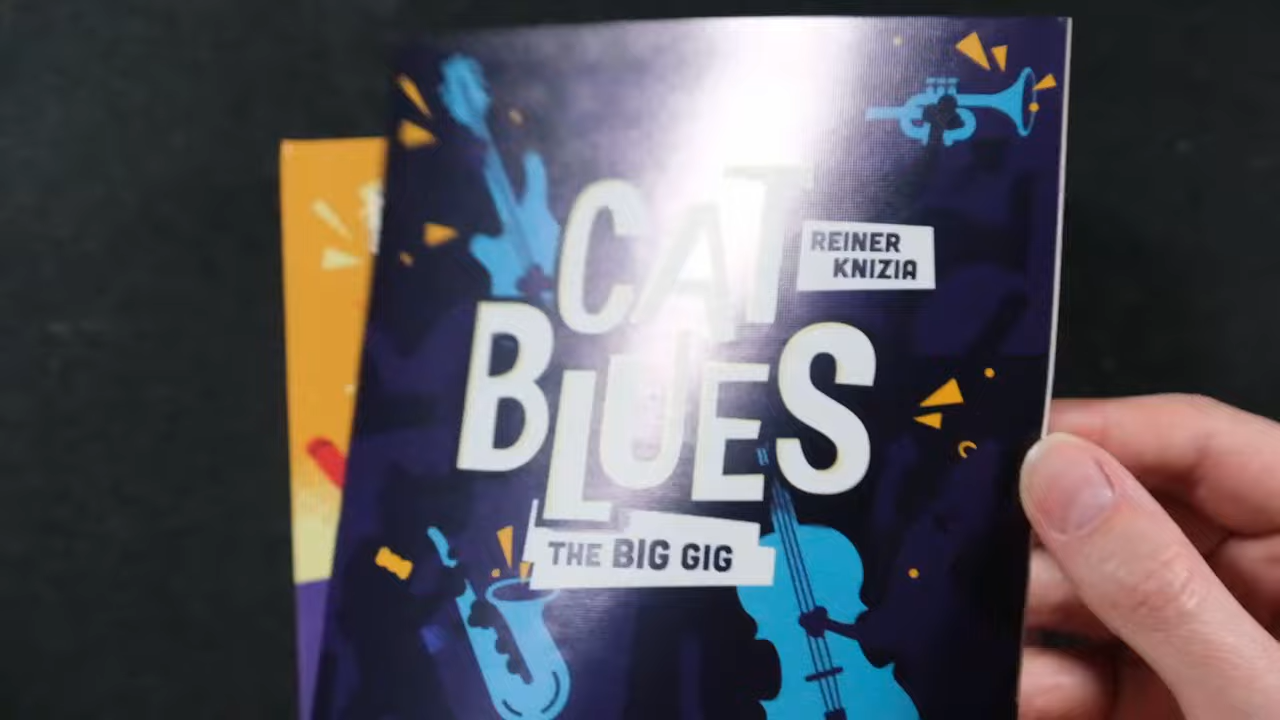 CAT
REINER
KNIZIA
BLUES
THE BIG GIG